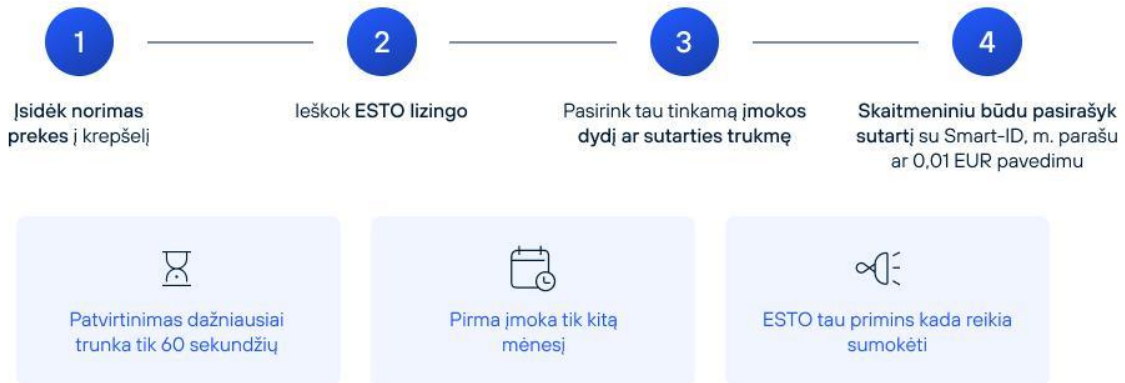 1
2
3
4
Įsidėk norimas
prekes į krepšelį
Ieškok ESTO lizingo
Pasirink tau tinkamą įmokos
dydį ar sutarties trukmę
Skaitmeniniu būdu pasirašyk
sutartį su Smart-ID, m. parašu
ar 0,01 EUR pavedimu
Patvirtinimas dažniausiai
trunka tik 60 sekundžių
Pirma įmoka tik kitą
mėnesį
ESTO tau primins kada reikia
sumokėti